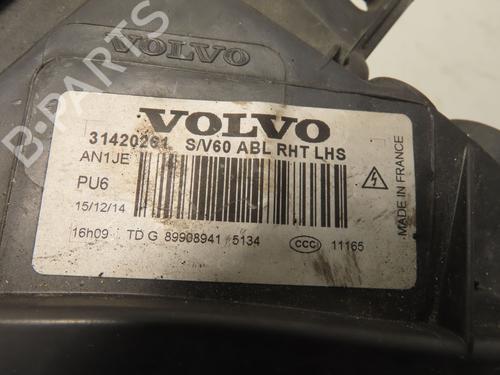 VOLVO
VOLVO
31420261 S/V60 ABL RHT LHS
AN1JE
PU6
15/12/14
16h09 TD G 89908941 5134 CCC 11165
MADE IN FRANCE
B-PARTS